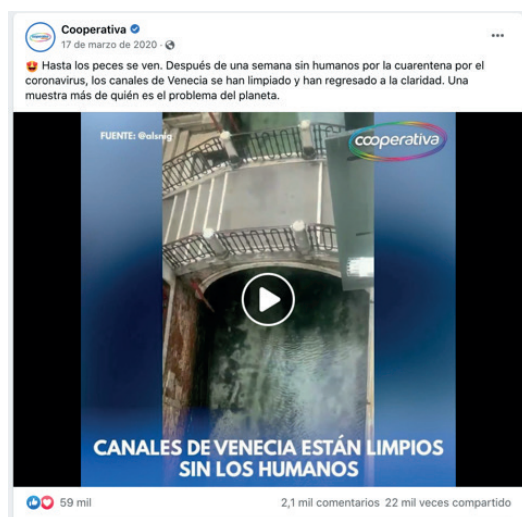 Cooperativa
17 de marzo de 2020 ·
😍 Hasta los peces se ven. Después de una semana sin humanos por la cuarentena por el
coronavirus, los canales de Venecia se han limpiado y han regresado a la claridad. Una
muestra más de quién es el problema del planeta.
FUENTE: @alsnig
cooperativa
CANALES DE VENECIA ESTÁN LIMPIOS
SIN LOS HUMANOS
59 mil
2,1 mil comentarios 22 mil veces compartido